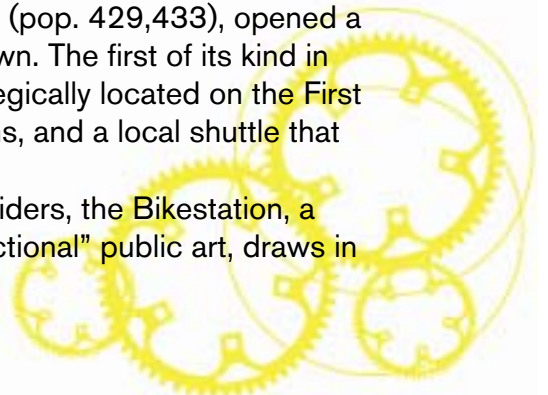 (pop. 429,433), opened a
wn. The first of its kind in
egically located on the First
s, and a local shuttle that
iders, the Bikestation, a
ctional” public art, draws in